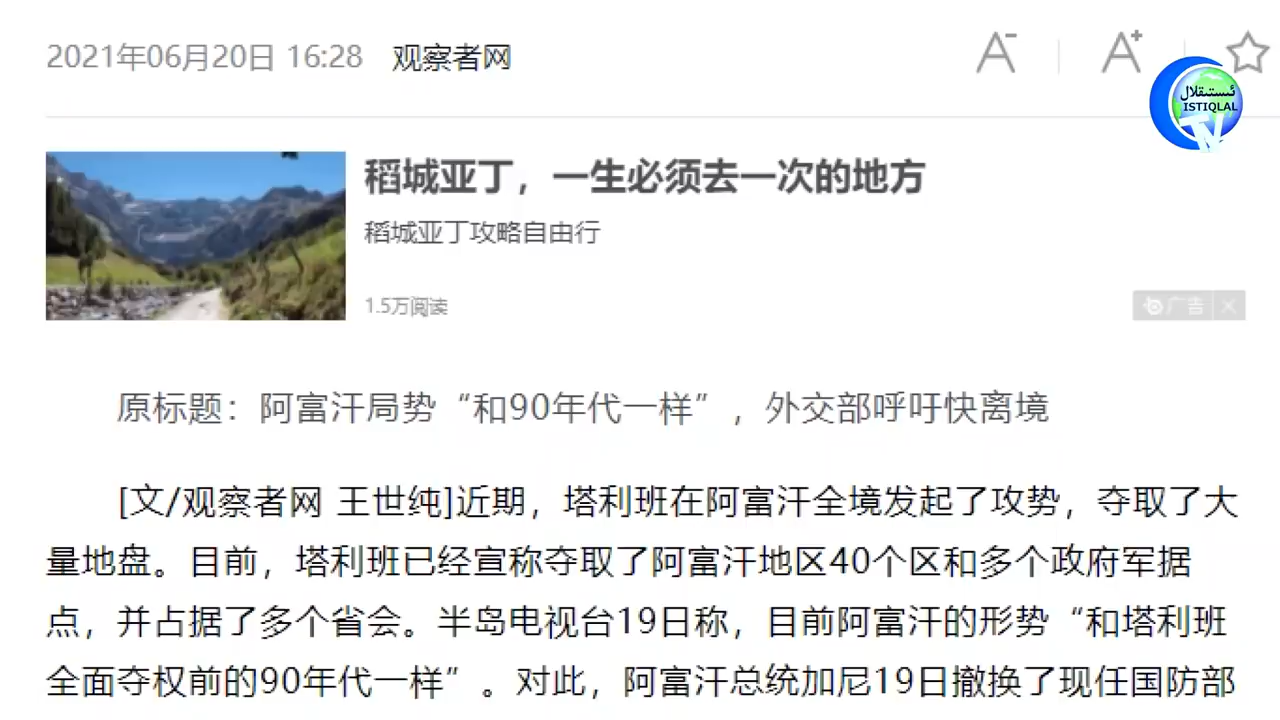 2021年06月20日 16:28 观察者网
A- A+
ئىستىقلال
ISTIQLAL
TV
稻城亚丁，一生必须去一次的地方
稻城亚丁攻略自由行
1.5万阅读
广告
原标题：阿富汗局势“和90年代一样”，外交部呼吁快离境
[文/观察者网 王世纯]近期，塔利班在阿富汗全境发起了攻势，夺取了大
量地盘。目前，塔利班已经宣称夺取了阿富汗地区40个区和多个政府军据
点，并占据了多个省会。半岛电视台19日称，目前阿富汗的形势“和塔利班
全面夺权前的90年代一样”。对此，阿富汗总统加尼19日撤换了现任国防部